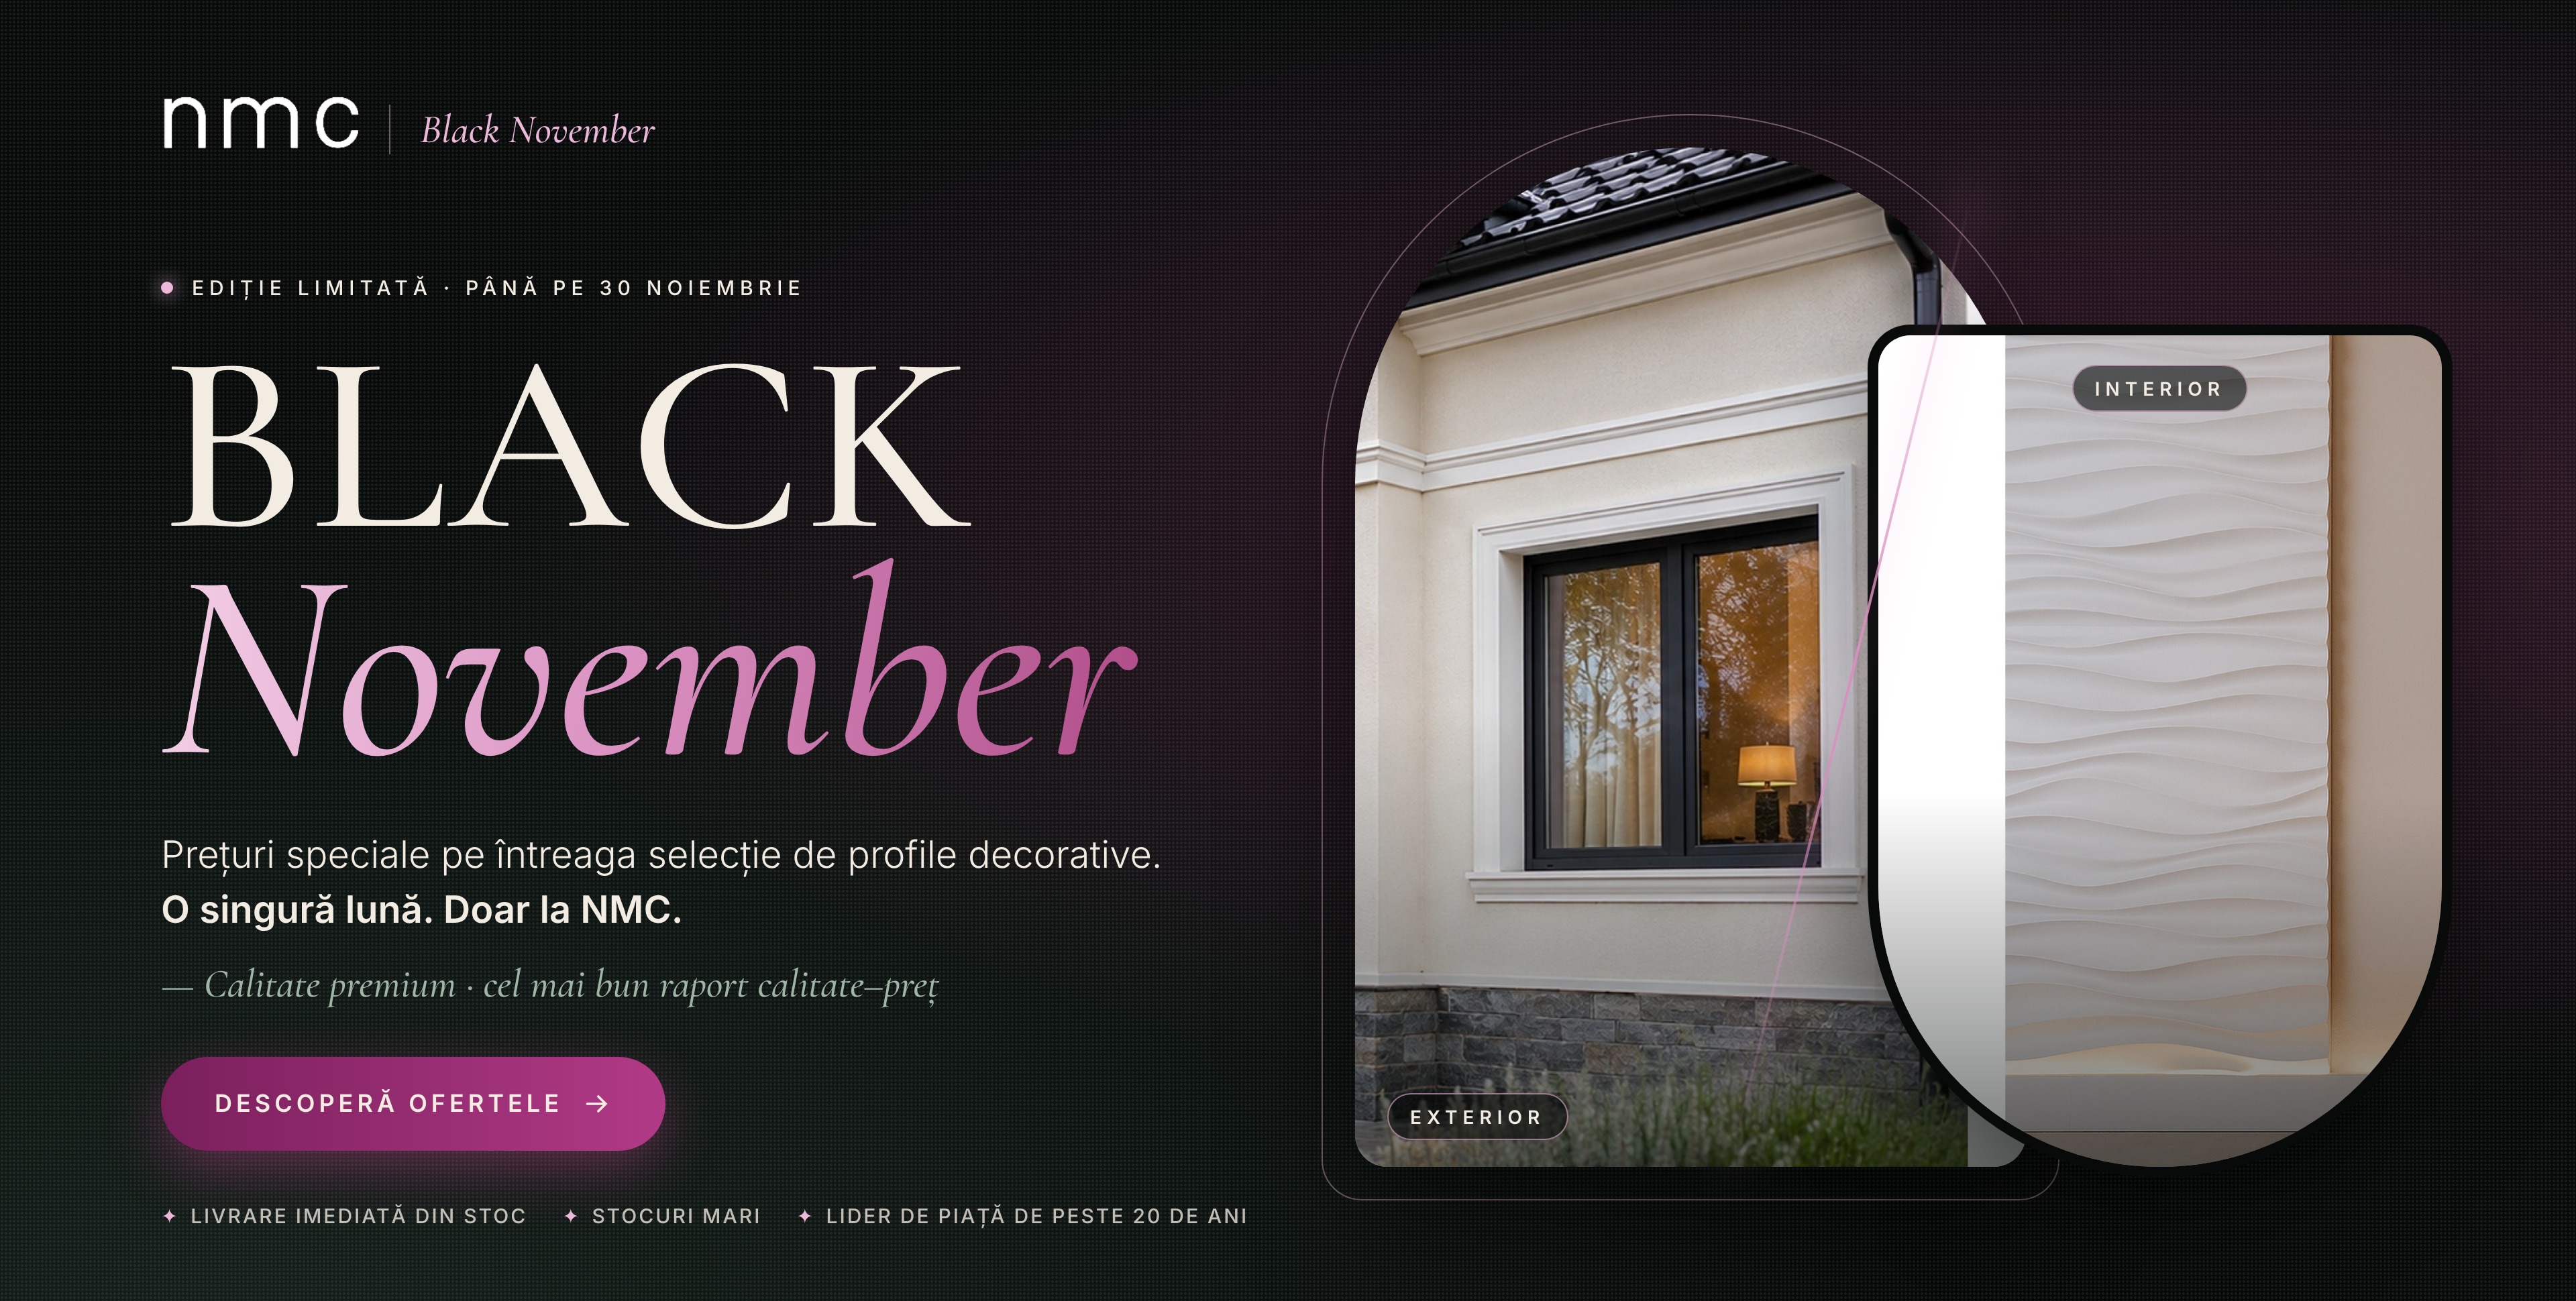 nmc
Black November
EDIȚIE LIMITATĂ · PÂNĂ PE 30 NOIEMBRIE
BLACK
November
Prețuri speciale pe întreaga selecție de profile decorative.
O singură lună. Doar la NMC.
— Calitate premium · cel mai bun raport calitate–preț
DESCOPERĂ OFERTELE →
✦ LIVRARE IMEDIATĂ DIN STOC ✦ STOCURI MARI ✦ LIDER DE PIAȚĂ DE PESTE 20 DE ANI
INTERIOR
EXTERIOR